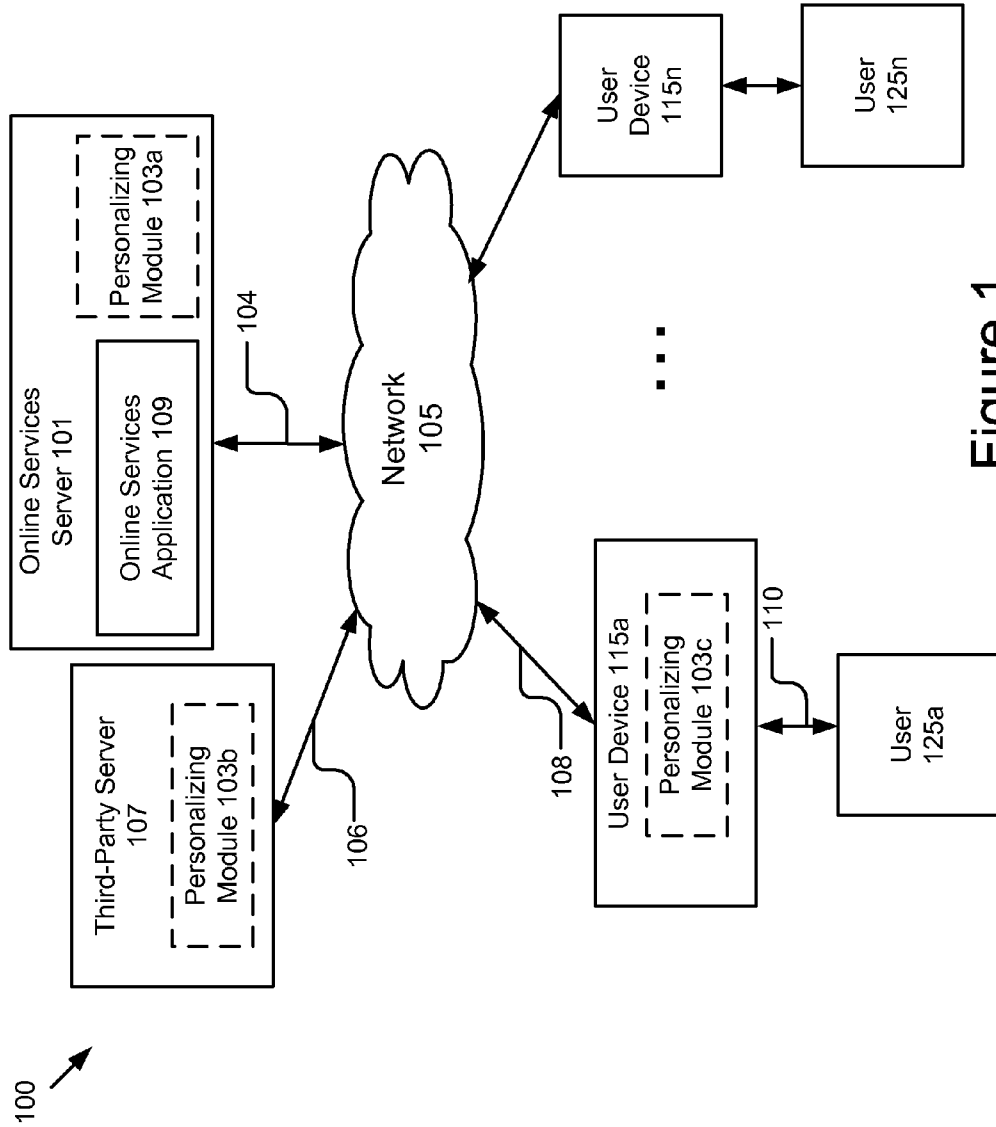 100
Third-Party Server
107
Personalizing
Module 103b
Online Services
Server 101
Online Services
Application 109
Personalizing
Module 103a
106
104
Network
105
108
User Device 115a
Personalizing
Module 103c
110
User
125a
...
User
Device
115n
User
125n
Figure 1